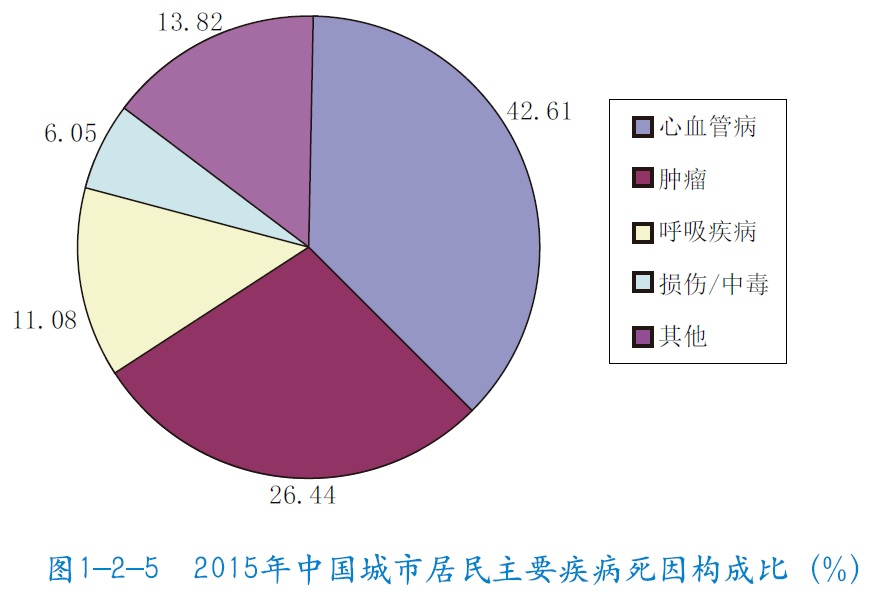 13.82
42.61
6.05
11.08
26.44
心血管病
肿瘤
呼吸疾病
损伤/中毒
其他
图1-2-5 2015年中国城市居民主要疾病死因构成比 (%)